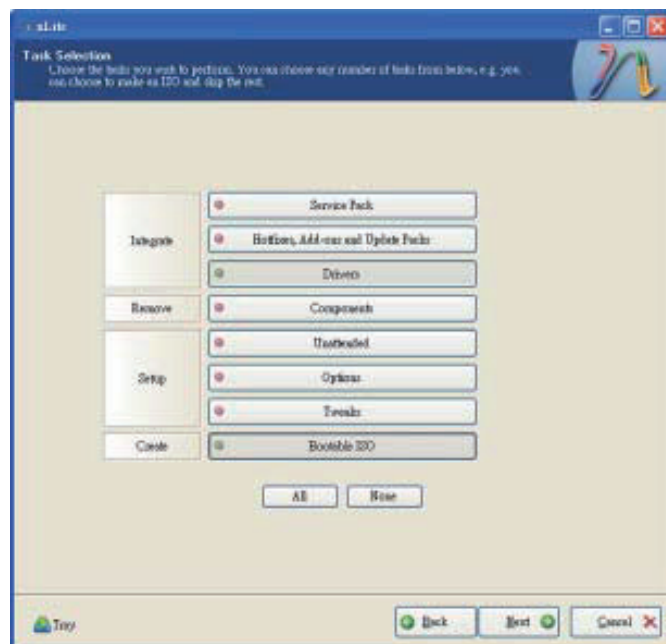 nLite
Task Selection
Choose the tasks you wish to perform. You can choose any number of tasks from below, e.g. you
can choose to make an ISO and skip the rest.
Integrate
Service Pack
Hotfixes, Add-ons and Update Packs
Drivers
Remove
Components
Setup
Unattended
Options
Tweaks
Create
Bootable ISO
All
None
Tray
Back
Next
Cancel